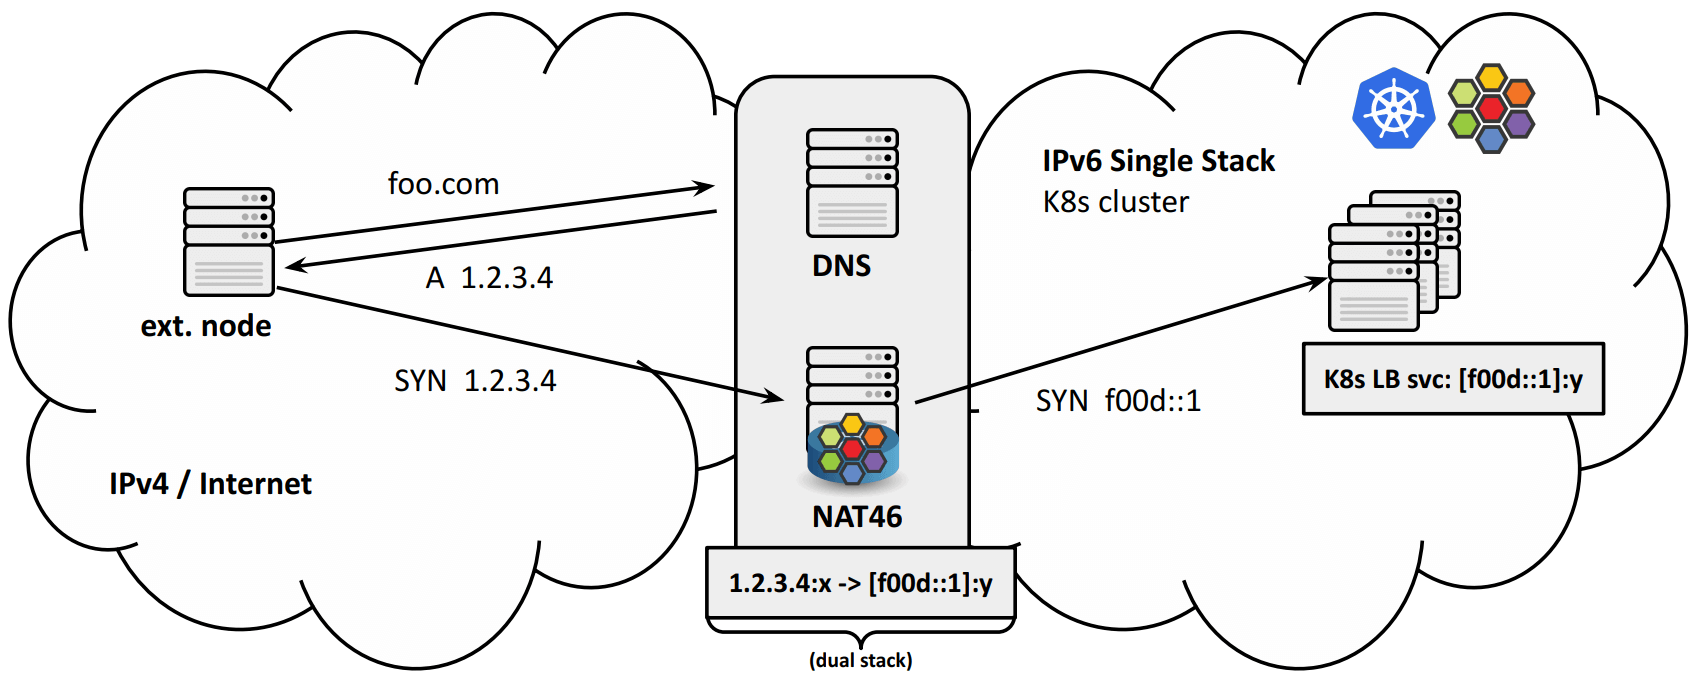 foo.com
A 1.2.3.4
ext. node
SYN 1.2.3.4
IPv4 / Internet
DNS
NAT46
1.2.3.4:x -> [f00d::1]:y
(dual stack)
IPv6 Single Stack
K8s cluster
SYN f00d::1
K8s LB svc: [f00d::1]:y